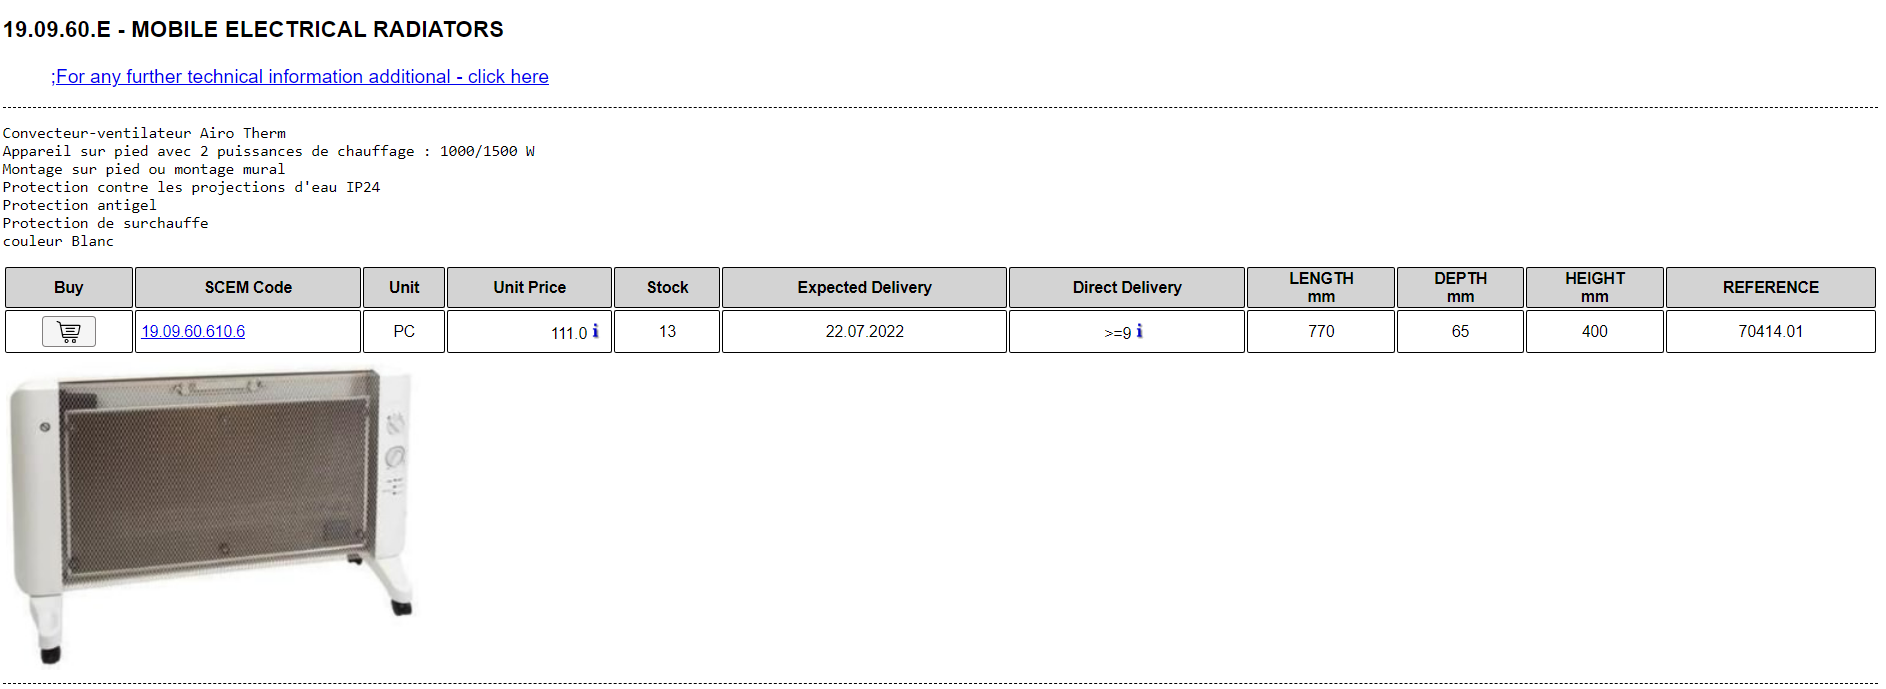 19.09.60.E - MOBILE ELECTRICAL RADIATORS
;For any further technical information additional - click here
Convecteur-ventilateur Airo Therm
Appareil sur pied avec 2 puissances de chauffage : 1000/1500 W
Montage sur pied ou montage mural
Protection contre les projections d'eau IP24
Protection antigel
Protection de surchauffe
couleur Blanc
Buy SCEM Code Unit Unit Price Stock Expected Delivery Direct Delivery LENGTH mm DEPTH mm HEIGHT mm REFERENCE
19.09.60.610.6 PC 111.0 i 13 22.07.2022 >=9 i 770 65 400 70414.01